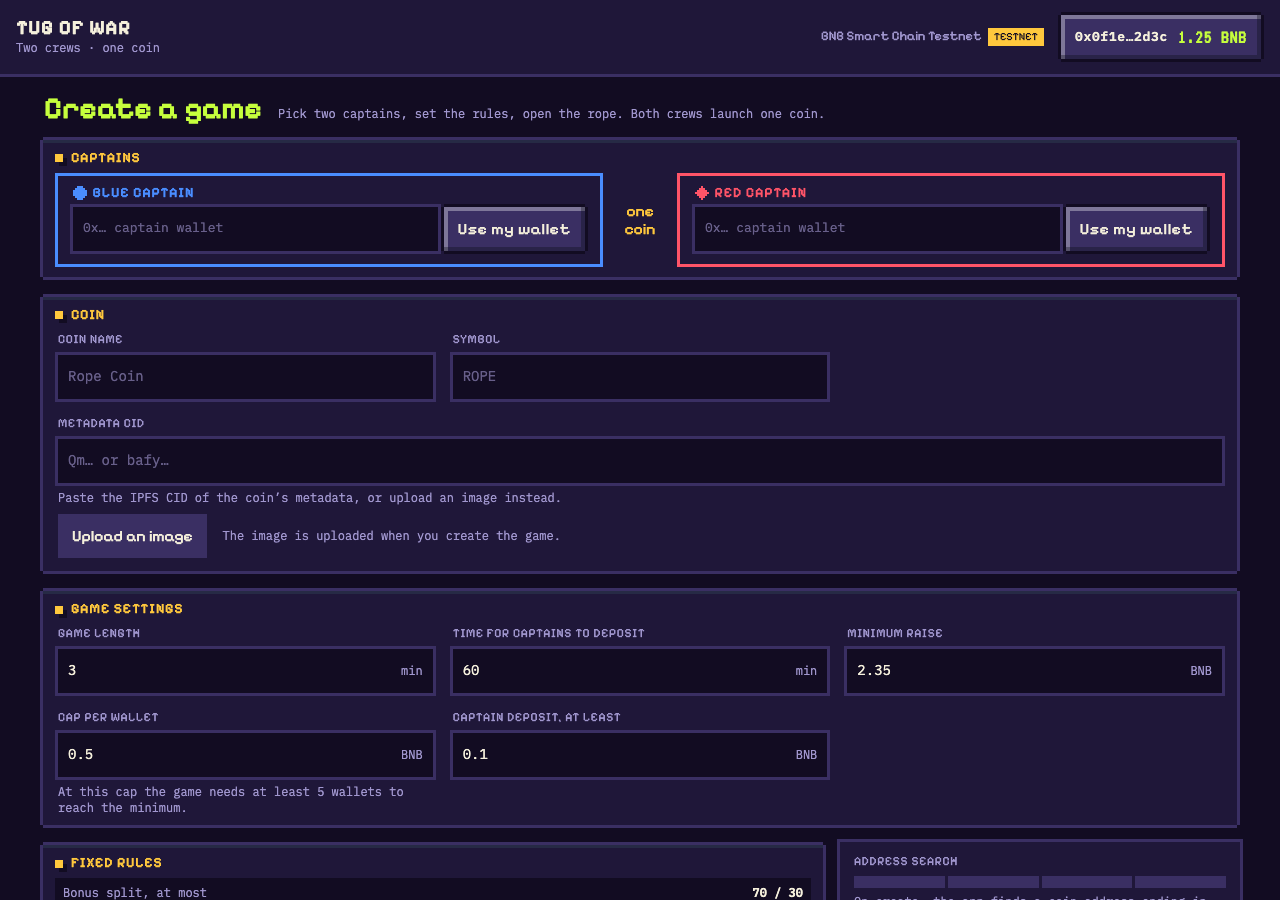 TUG OF WAR
Two crews · one coin
BNB Smart Chain Testnet
TESTNET
0x0f1e…2d3c 1.25 BNB
Create a game
Pick two captains, set the rules, open the rope. Both crews launch one coin.
CAPTAINS
BLUE CAPTAIN
0x… captain wallet
Use my wallet
one
coin
RED CAPTAIN
0x… captain wallet
Use my wallet
COIN
COIN NAME
SYMBOL
Rope Coin
ROPE
METADATA CID
Qm… or bafy…
Paste the IPFS CID of the coin’s metadata, or upload an image instead.
Upload an image
The image is uploaded when you create the game.
GAME SETTINGS
GAME LENGTH
TIME FOR CAPTAINS TO DEPOSIT
MINIMUM RAISE
3 min
60 min
2.35 BNB
CAP PER WALLET
CAPTAIN DEPOSIT, AT LEAST
0.5 BNB
0.1 BNB
At this cap the game needs at least 5 wallets to
reach the minimum.
FIXED RULES
Bonus split, at most 70 / 30
ADDRESS SEARCH